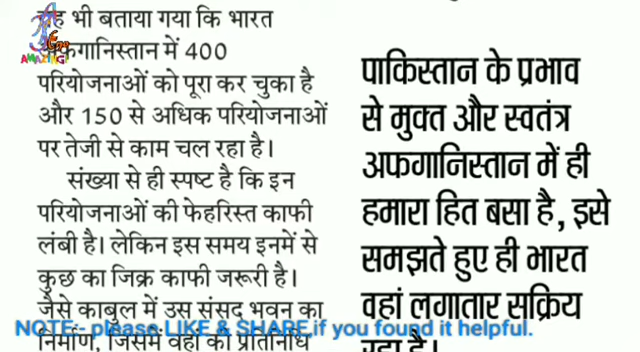 यह भी बताया गया कि भारत
अफगानिस्तान में 400
परियोजनाओं को पूरा कर चुका है
और 150 से अधिक परियोजनाओं
पर तेजी से काम चल रहा है।
संख्या से ही स्पष्ट है कि इन
परियोजनाओं की फेहरिस्त काफी
लंबी है। लेकिन इस समय इनमें से
कुछ का जिक्र काफी जरूरी है।
जैसे काबुल में उस संसद भवन का
निर्माण, जिसमें वहां की प्रतिनिधि
पाकिस्तान के प्रभाव
से मुक्त और स्वतंत्र
अफगानिस्तान में ही
हमारा हित बसा है, इसे
समझते हुए ही भारत
वहां लगातार सक्रिय
रहा है।
AMAZING!
NOTE:- please LIKE & SHARE,if you found it helpful.